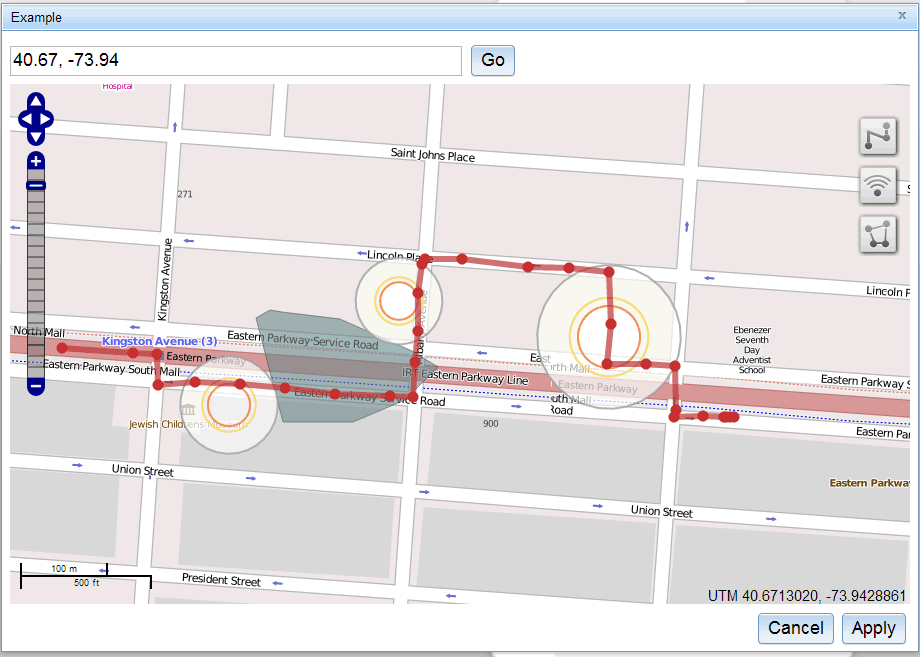 Example
x
40.67, -73.94
Go
Hospital
Saint Johns Place
271
Kingston Avenue
Lincoln Place
Lincoln P
North Mall
Kingston Avenue (3)
Eastern Parkway Service Road
Eastern Parkway
Eastern Parkway South Mall
IRT Eastern Parkway Line
East
North Mall
Eastern Parkway
South Mall
Road
Ebenezer
Seventh
Day
Adventist
School
Eastern Parkway S
Eastern Parkway Service Road
Jewish Childrens Museum
900
Eastern Par
Union Street
Eastern Parkway
Union Street
President Street
100 m
500 ft
UTM 40.6713020, -73.9428861
Cancel
Apply